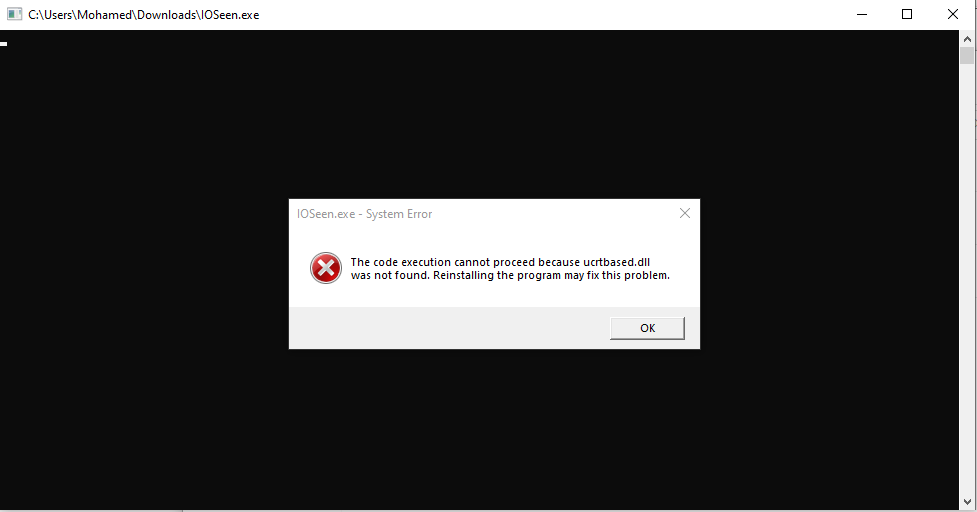 C:\Users\Mohamed\Downloads\IOSeen.exe
IOSeen.exe - System Error
The code execution cannot proceed because ucrtbased.dll
was not found. Reinstalling the program may fix this problem.
OK